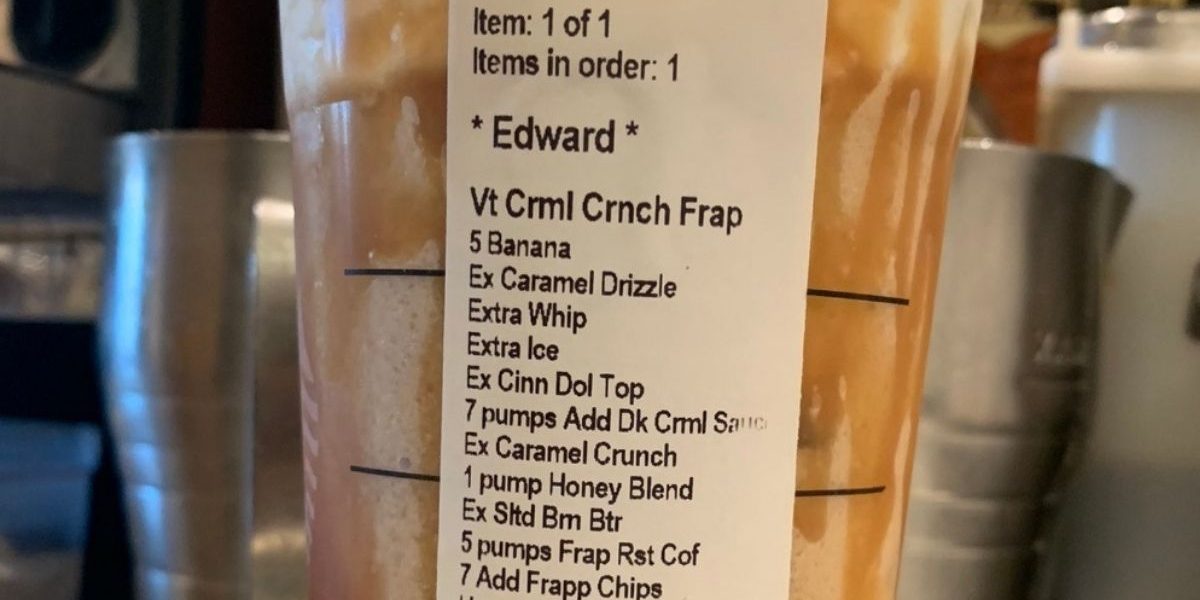 Item: 1 of 1
Items in order: 1
* Edward *
Vt Crml Crnch Frap
5 Banana
Ex Caramel Drizzle
Extra Whip
Extra Ice
Ex Cinn Dol Top
7 pumps Add Dk Crml Sauc
Ex Caramel Crunch
1 pump Honey Blend
Ex Sltd Brn Btr
5 pumps Frap Rst Cof
7 Add Frapp Chips